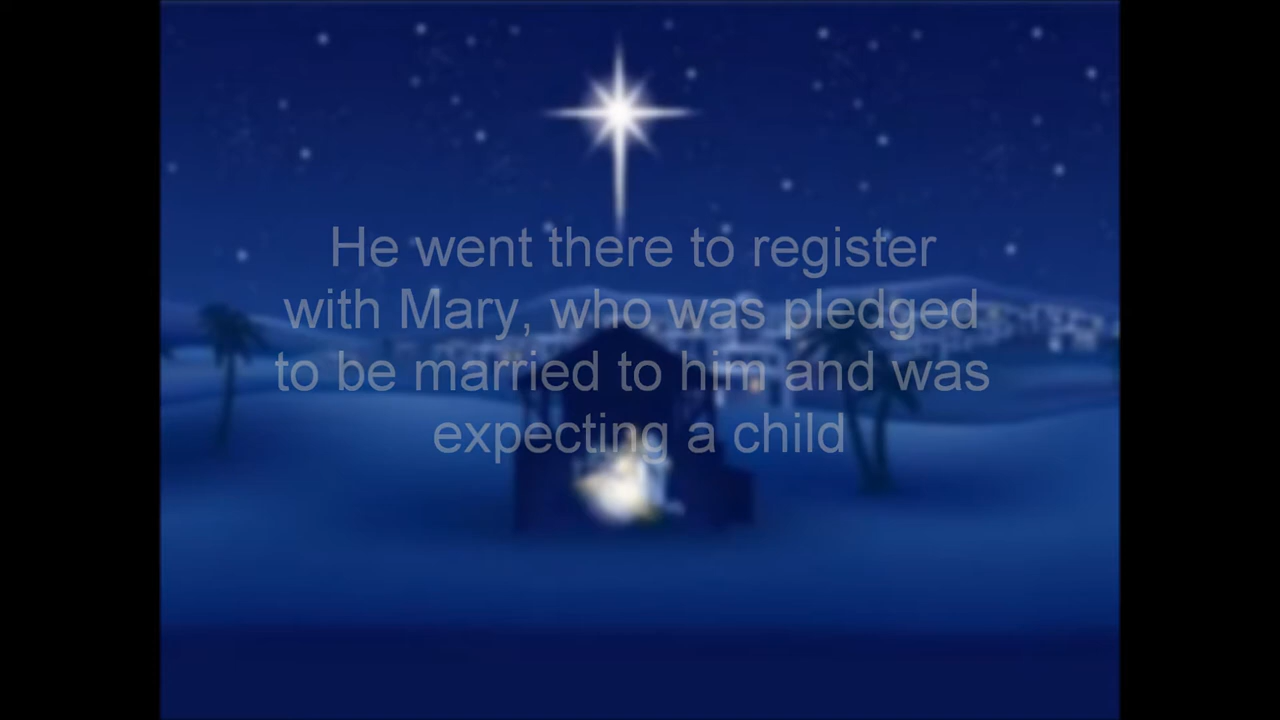 He went there to register
with Mary, who was pledged
to be married to him and was
expecting a child